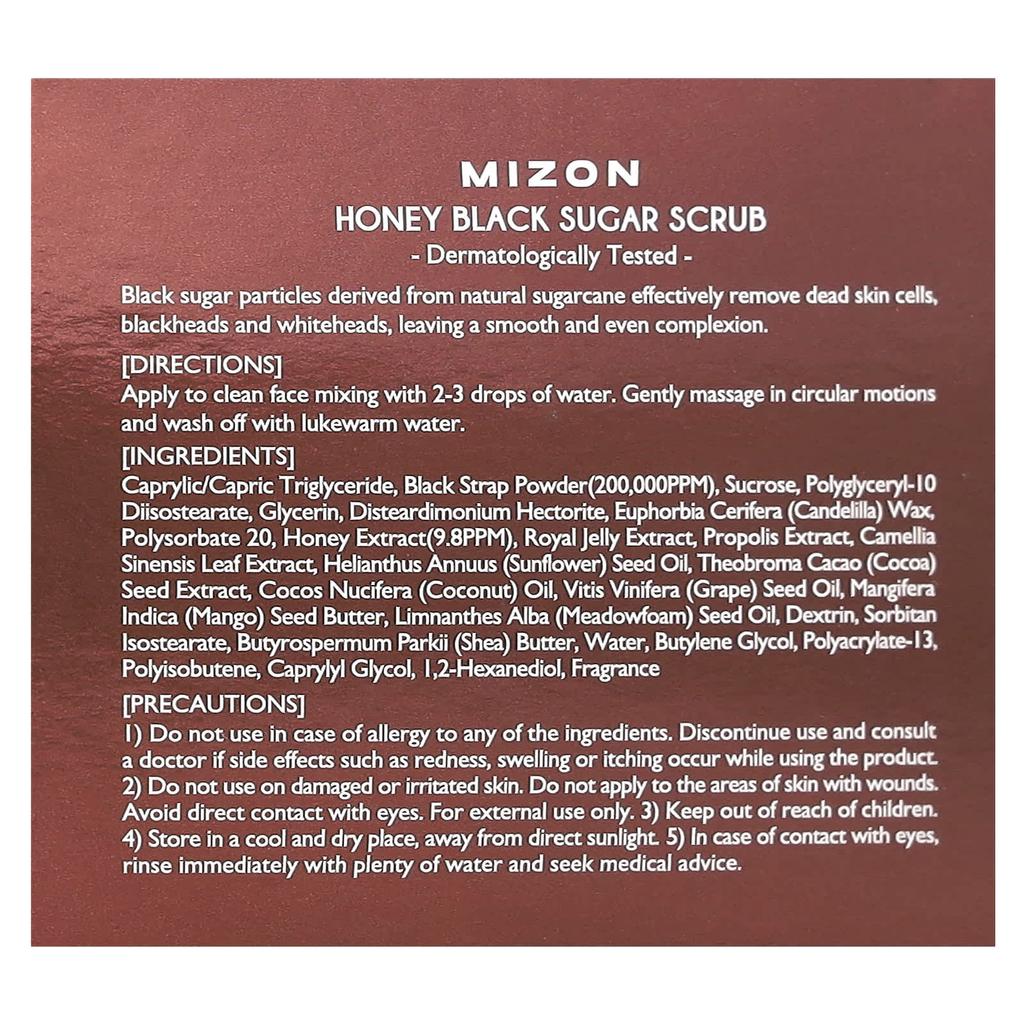 MIZON
HONEY BLACK SUGAR SCRUB
- Dermatologically Tested -
Black sugar particles derived from natural sugarcane effectively remove dead skin cells,
blackheads and whiteheads, leaving a smooth and even complexion.
[DIRECTIONS]
Apply to clean face mixing with 2-3 drops of water. Gently massage in circular motions
and wash off with lukewarm water.
[INGREDIENTS]
Caprylic/Capric Triglyceride, Black Strap Powder(200,000PPM), Sucrose, Polyglyceryl-10
Diisostearate, Glycerin, Disteardimonium Hectorite, Euphorbia Cerifera (Candelilla) Wax,
Polysorbate 20, Honey Extract(9.8PPM), Royal Jelly Extract, Propolis Extract, Camellia
Sinensis Leaf Extract, Helianthus Annuus (Sunflower) Seed Oil, Theobroma Cacao (Cocoa)
Seed Extract, Cocos Nucifera (Coconut) Oil, Vitis Vinifera (Grape) Seed Oil, Mangifera
Indica (Mango) Seed Butter, Limnanthes Alba (Meadowfoam) Seed Oil, Dextrin, Sorbitan
Isostearate, Butyrospermum Parkii (Shea) Butter, Water, Butylene Glycol, Polyacrylate-13,
Polyisobutene, Caprylyl Glycol, 1,2-Hexanediol, Fragrance
[PRECAUTIONS]
1) Do not use in case of allergy to any of the ingredients. Discontinue use and consult
a doctor if side effects such as redness, swelling or itching occur while using the product.
2) Do not use on damaged or irritated skin. Do not apply to the areas of skin with wounds.
Avoid direct contact with eyes. For external use only. 3) Keep out of reach of children.
4) Store in a cool and dry place, away from direct sunlight. 5) In case of contact with eyes,
rinse immediately with plenty of water and seek medical advice.